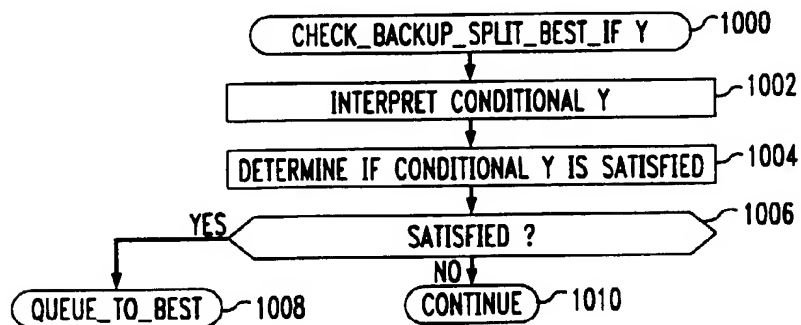 CHECK_BACKUP_SPLIT_BEST_IF Y
1000
INTERPRET CONDITIONAL Y
1002
DETERMINE IF CONDITIONAL Y IS SATISFIED
1004
SATISFIED ?
1006
YES
NO
QUEUE_TO_BEST
1008
CONTINUE
1010